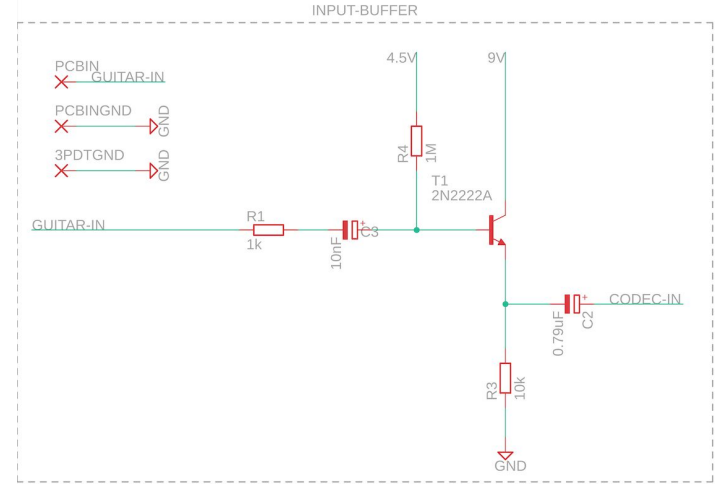 INPUT-BUFFER
PCBIN
GUITAR-IN
4.5V
9V
PCBINGND
GND
3PDTGND
GND
R4
1M
T1
2N2222A
GUITAR-IN
R1
1k
+
C3
10nF
+
CODEC-IN
0.79uF
C2
R3
10k
GND